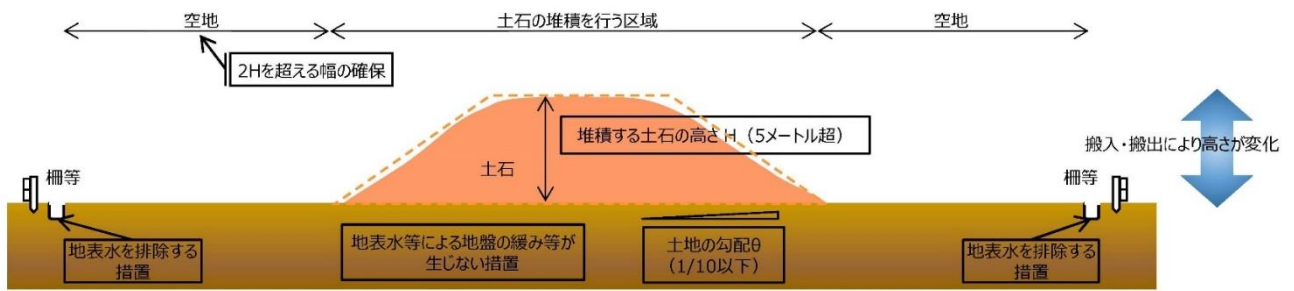 空地
土石の堆積を行う区域
空地
2Hを超える幅の確保
堆積する土石の高さH（5メートル超）
搬入・搬出により高さが変化
土石
柵等
柵等
地表水を排除する
措置
地表水等による地盤の緩み等が
生じない措置
土地の勾配θ
（1/10以下）
地表水を排除する
措置